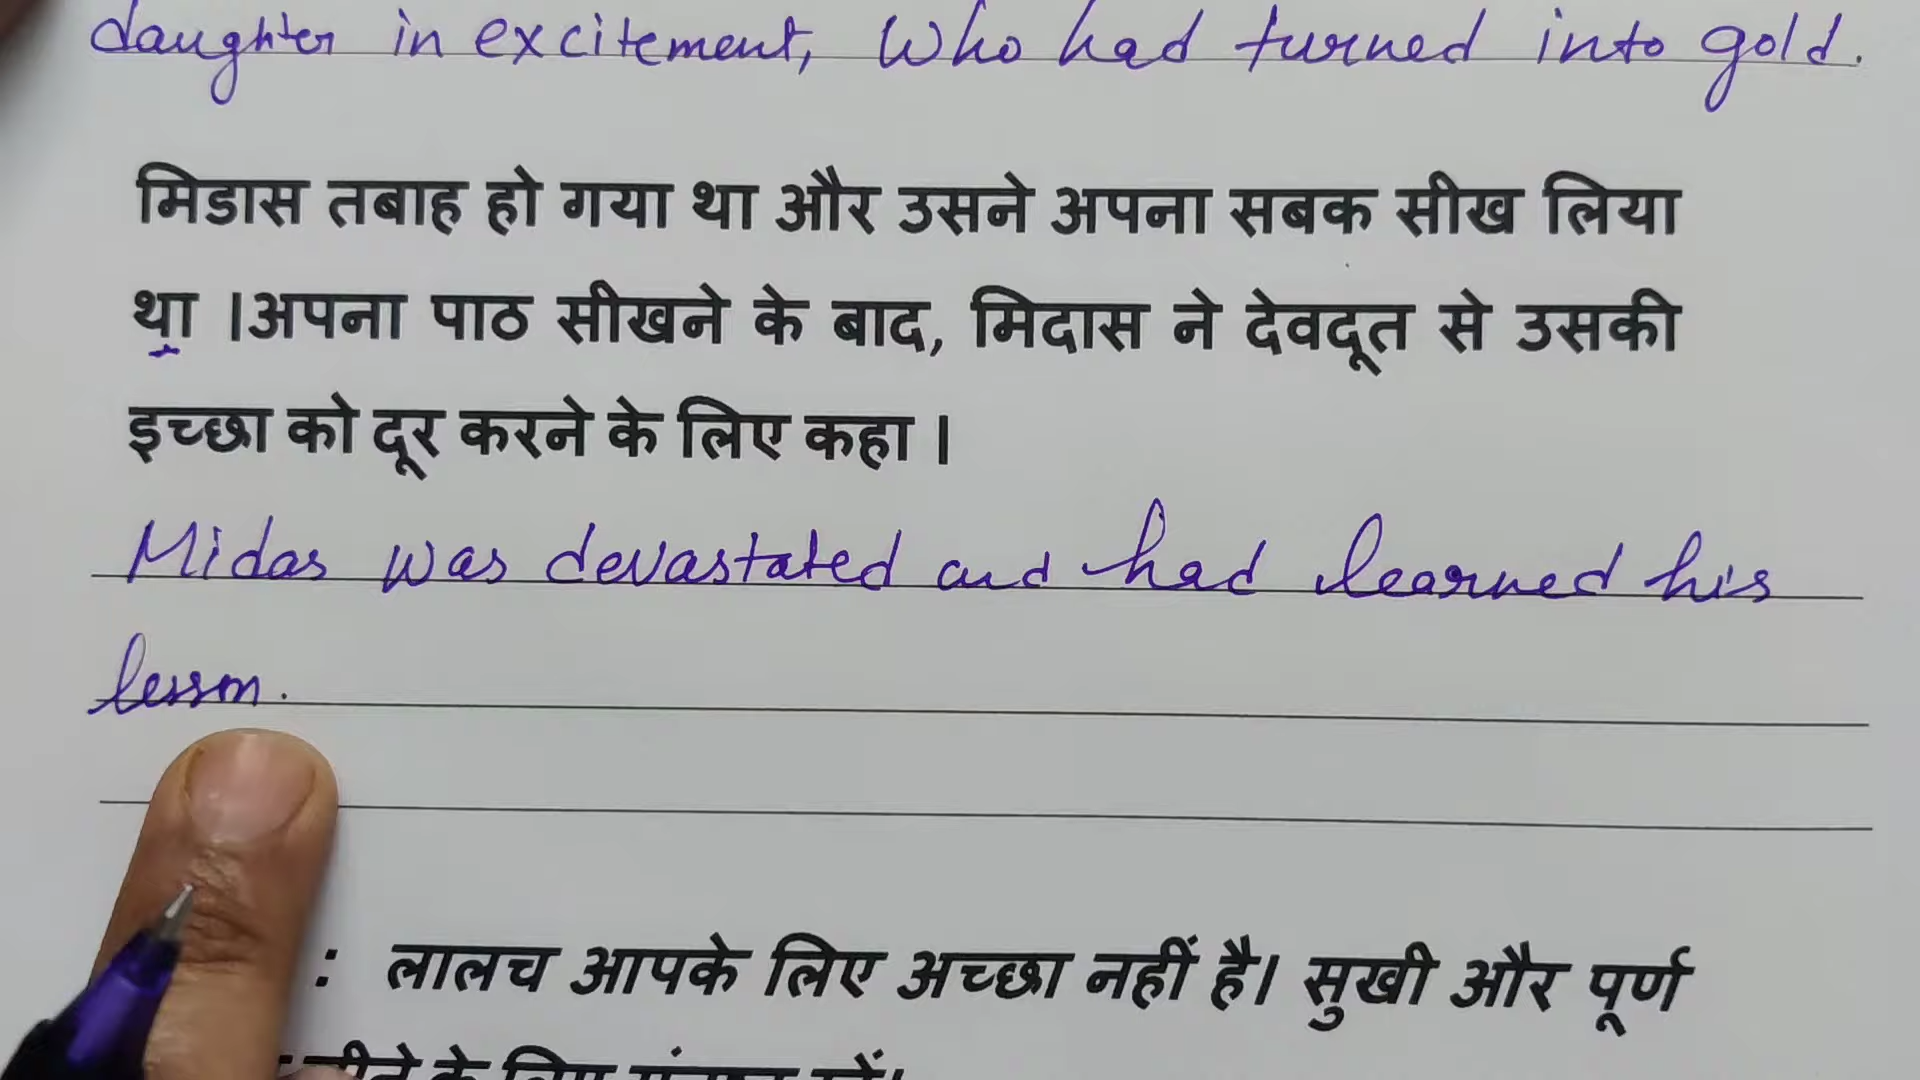 daughter in excitement, Who had turned into gold.
मिडास तबाह हो गया था और उसने अपना सबक सीख लिया
था ।अपना पाठ सीखने के बाद, मिदास ने देवदूत से उसकी
इच्छा को दूर करने के लिए कहा ।
Midas was devastated and had learned his
lesson.
: लालच आपके लिए अच्छा नहीं है। सुखी और पूर्ण
के लिए